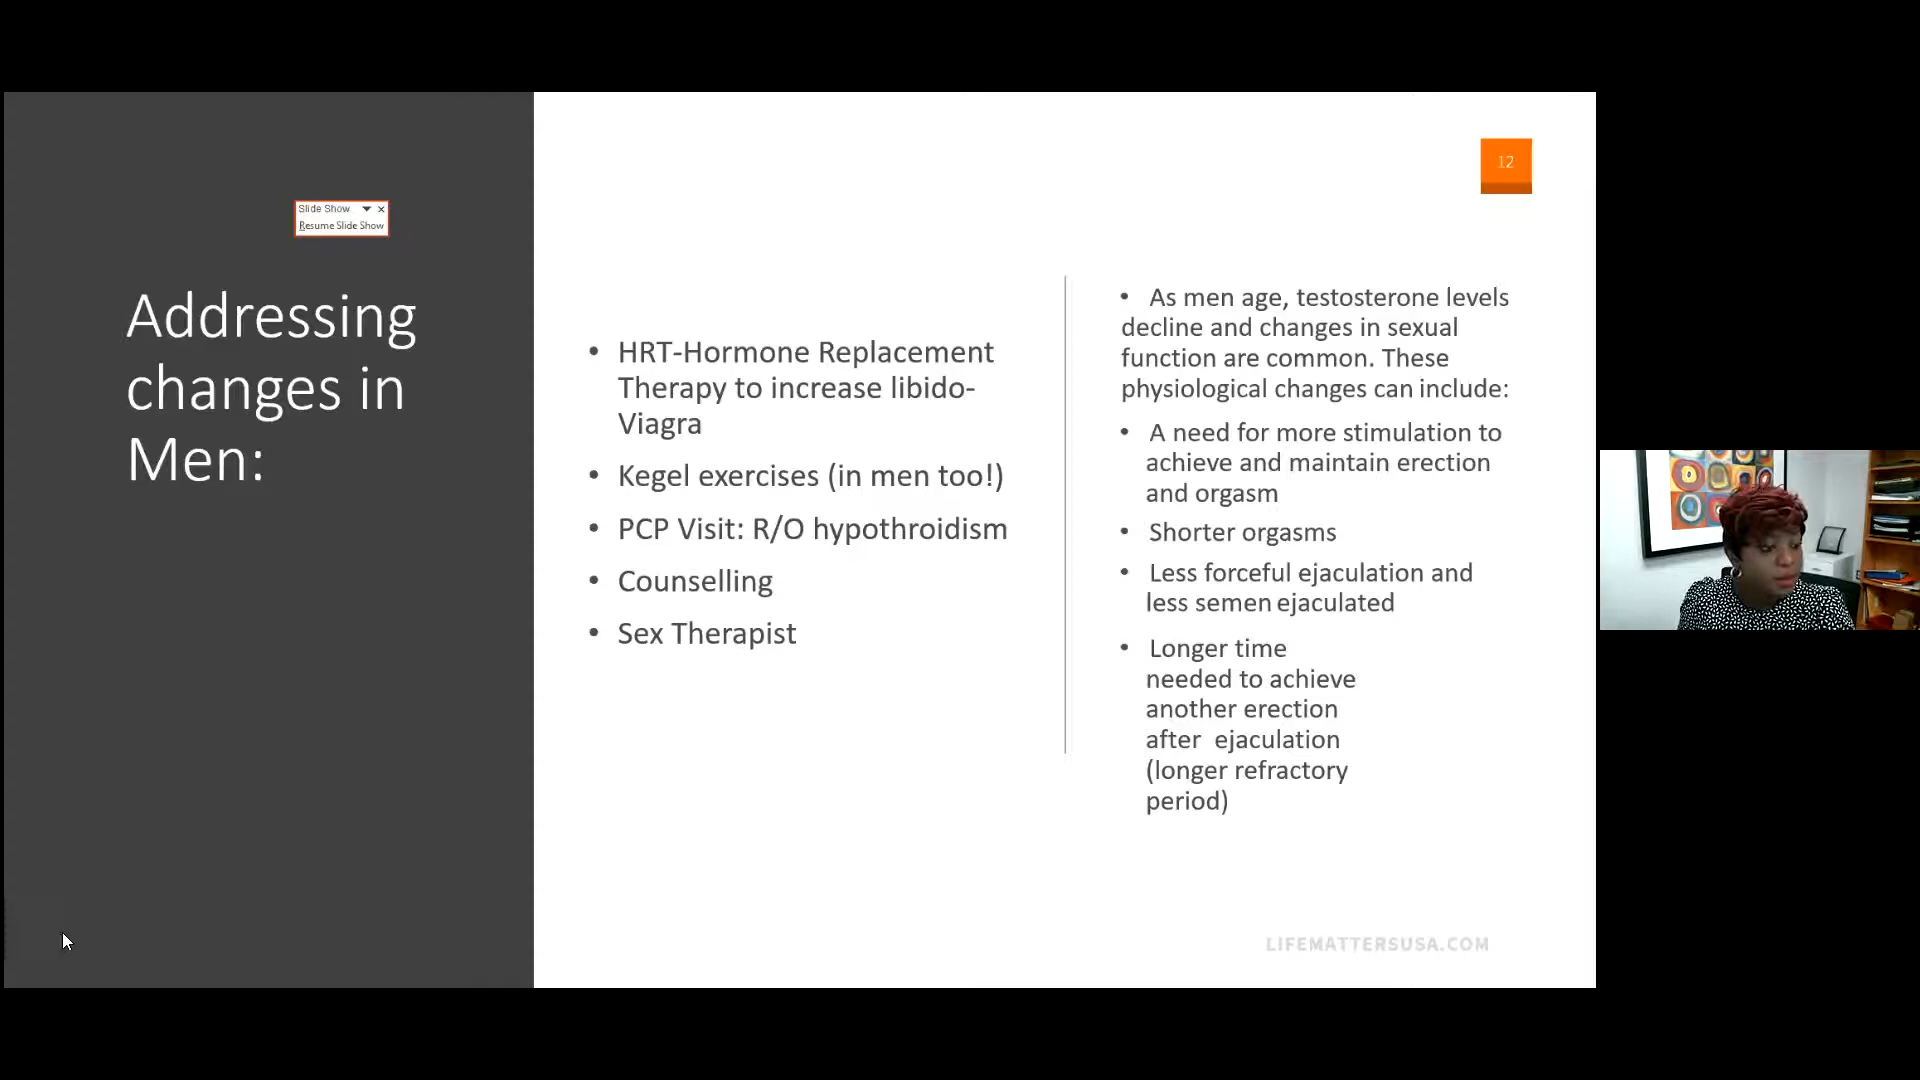 12
Slide Show
Resume Slide Show
Addressing
changes in
Men:
• HRT-Hormone Replacement
Therapy to increase libido-
Viagra
• Kegel exercises (in men too!)
• PCP Visit: R/O hypothroidism
• Counselling
• Sex Therapist
• As men age, testosterone levels
decline and changes in sexual
function are common. These
physiological changes can include:
• A need for more stimulation to
achieve and maintain erection
and orgasm
• Shorter orgasms
• Less forceful ejaculation and
less semen ejaculated
• Longer time
needed to achieve
another erection
after ejaculation
(longer refractory
period)
LIFEMATTERSUSA.COM